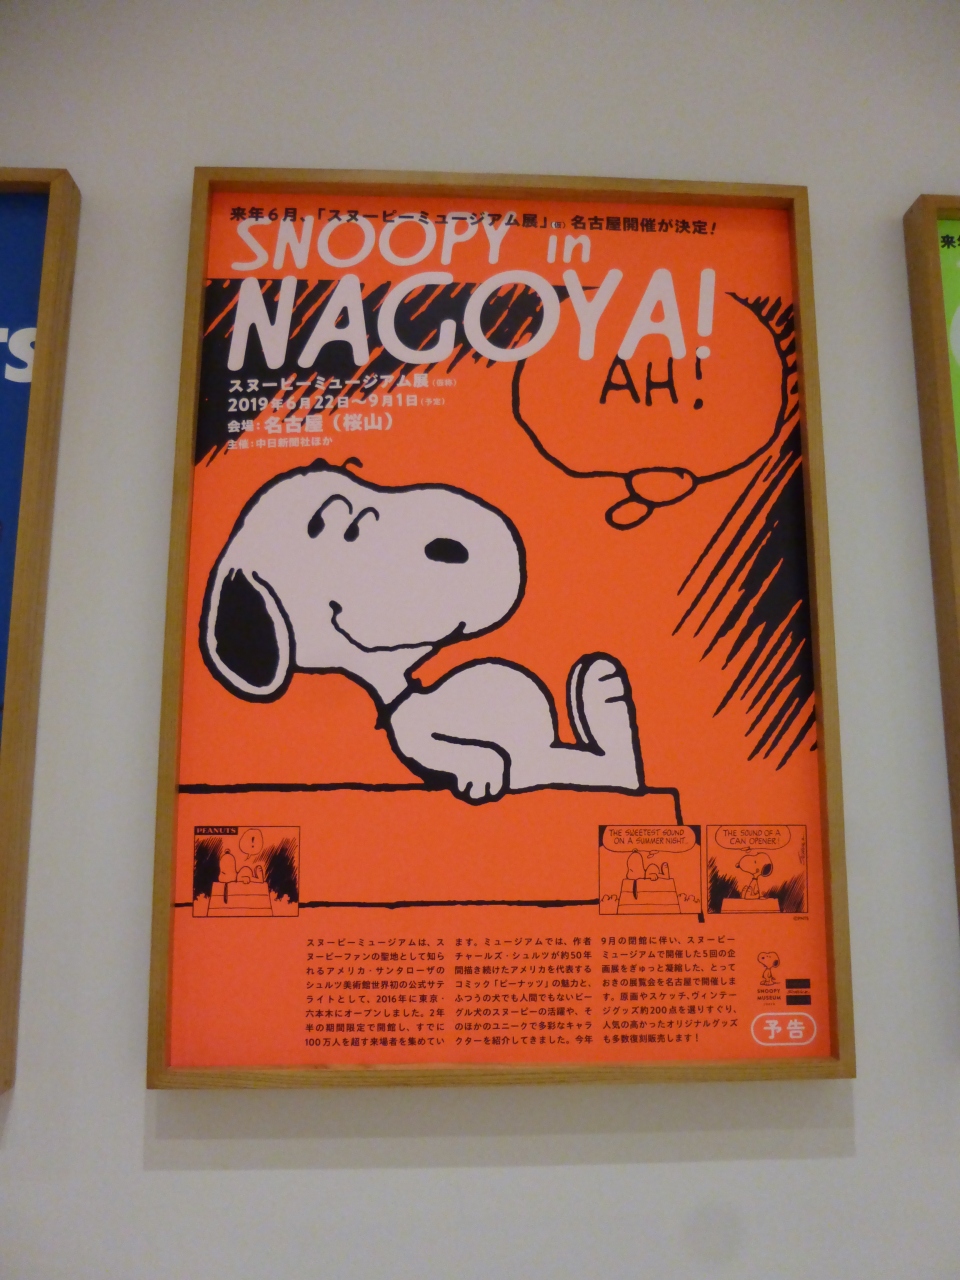 来年6月、「スヌーピーミュージアム展」(仮) 名古屋開催が決定!
SNOOPY in
NAGOYA!
AH!
スヌーピーミュージアム展(仮称)
2019年6月22日〜9月1日(予定)
会場:名古屋(桜山)
主催:中日新聞社ほか
PEANUTS
!
THE SWEETEST SOUND
ON A SUMMER NIGHT..
THE SOUND OF A
CAN OPENER!
スヌーピーミュージアムは、ス
ヌーピーファンの聖地として知ら
れるアメリカ・サンタローザの
シュルツ美術館世界初の公式サテ
ライトとして、2016年に東京・
六本木にオープンしました。2年
半の期間限定で開館し、すでに
100万人を超す来場者を集めてい
ます。ミュージアムでは、作者
チャールズ・シュルツが約50年
間描き続けたアメリカを代表する
コミック「ピーナッツ」の魅力と、
ふつうの犬でも人間でもないビー
グル犬のスヌーピーの活躍や、そ
のほかのユニークで多彩なキャラ
クターを紹介してきました。今年
9月の閉館に伴い、スヌーピー
ミュージアムで開催した5回の企
画展をぎゅっと凝縮した、とって
おきの展覧会を名古屋で開催しま
す。原画やスケッチ、ヴィンテー
ジグッズ約200点を選りすぐり、
人気の高かったオリジナルグッズ
も多数復刻販売します!
SNOOPY
MUSEUM
予告
TS
来年